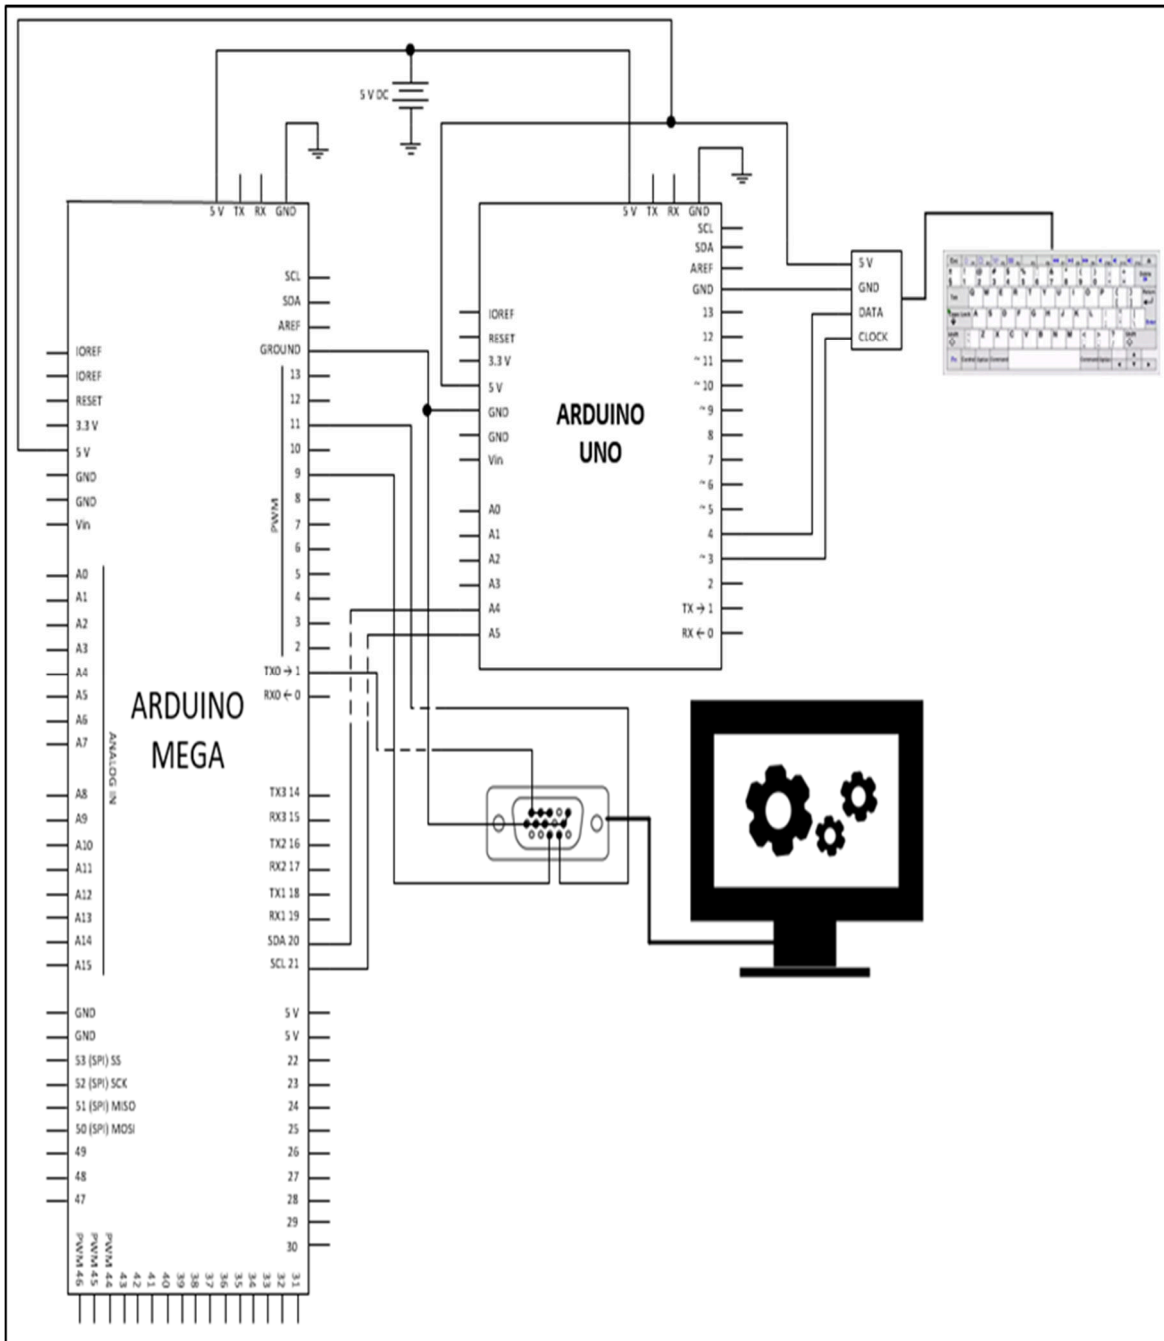 5 V DC
5 V TX RX GND
SCL
SDA
AREF
GROUND
13
12
11
10
9
8
7
6
5
4
3
2
TX0 → 1
RX0 ← 0
PWM
IOREF
IOREF
RESET
3.3 V
5 V
GND
GND
Vin
A0
A1
A2
A3
A4
A5
A6
A7
A8
A9
A10
A11
A12
A13
A14
A15
ANALOG IN
ARDUINO
MEGA
TX3 14
RX3 15
TX2 16
RX2 17
TX1 18
RX1 19
SDA 20
SCL 21
GND
GND
53 (SPI) SS
52 (SPI) SCK
51 (SPI) MISO
50 (SPI) MOSI
49
48
47
5 V
5 V
22
23
24
25
26
27
28
29
30
PWM 46
PWM 45
PWM 44
43
42
41
40
39
38
37
36
35
34
33
32
31
5 V TX RX GND
IOREF
RESET
3.3 V
5 V
GND
GND
Vin
A0
A1
A2
A3
A4
A5
ARDUINO
UNO
SCL
SDA
AREF
GND
13
12
~ 11
~ 10
~ 9
8
7
~ 6
~ 5
4
~ 3
2
TX → 1
RX ← 0
5 V
GND
DATA
CLOCK
Q W E R T Y U I O P
A S D F G H J K L
Z X C V B N M